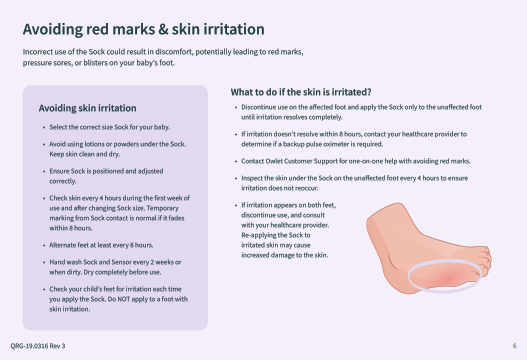 Avoiding red marks & skin irritation
Incorrect use of the Sock could result in discomfort, potentially leading to red marks,
pressure sores, or blisters on your baby's foot.
Avoiding skin irritation
• Select the correct size Sock for your baby.
• Avoid using lotions or powders under the Sock.
Keep skin clean and dry.
• Ensure Sock is positioned and adjusted
correctly.
• Check skin every 4 hours during the first week of
use and after changing Sock size. Temporary
marking from Sock contact is normal if it fades
within 8 hours.
• Alternate feet at least every 8 hours.
• Hand wash Sock and Sensor every 2 weeks or
when dirty. Dry completely before use.
• Check your child's feet for irritation each time
you apply the Sock. Do NOT apply to a foot with
skin irritation.
What to do if the skin is irritated?
• Discontinue use on the affected foot and apply the Sock only to the unaffected foot
until irritation resolves completely.
• If irritation doesn't resolve within 8 hours, contact your healthcare provider to
determine if a backup pulse oximeter is required.
• Contact Owlet Customer Support for one-on-one help with avoiding red marks.
• Inspect the skin under the Sock on the unaffected foot every 4 hours to ensure
irritation does not reoccur.
• If irritation appears on both feet,
discontinue use, and consult
with your healthcare provider.
Re-applying the Sock to
irritated skin may cause
increased damage to the skin.
QRG-19.0316 Rev 3
6